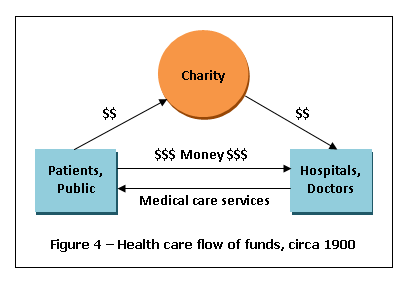 Charity
$$
$$
$$$ Money $$$
Patients,
Public
Hospitals,
Doctors
Medical care services
Figure 4 – Health care flow of funds, circa 1900